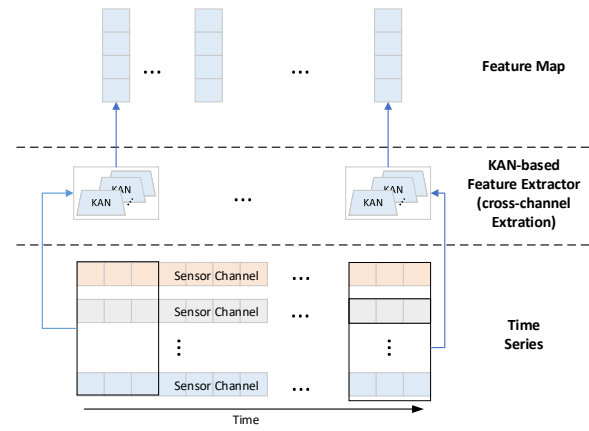 Feature Map
KAN-based
Feature Extractor
(cross-channel
Extration)
KAN
KAN
KAN
KAN
Sensor Channel
Sensor Channel
Sensor Channel
Time
Series
Time